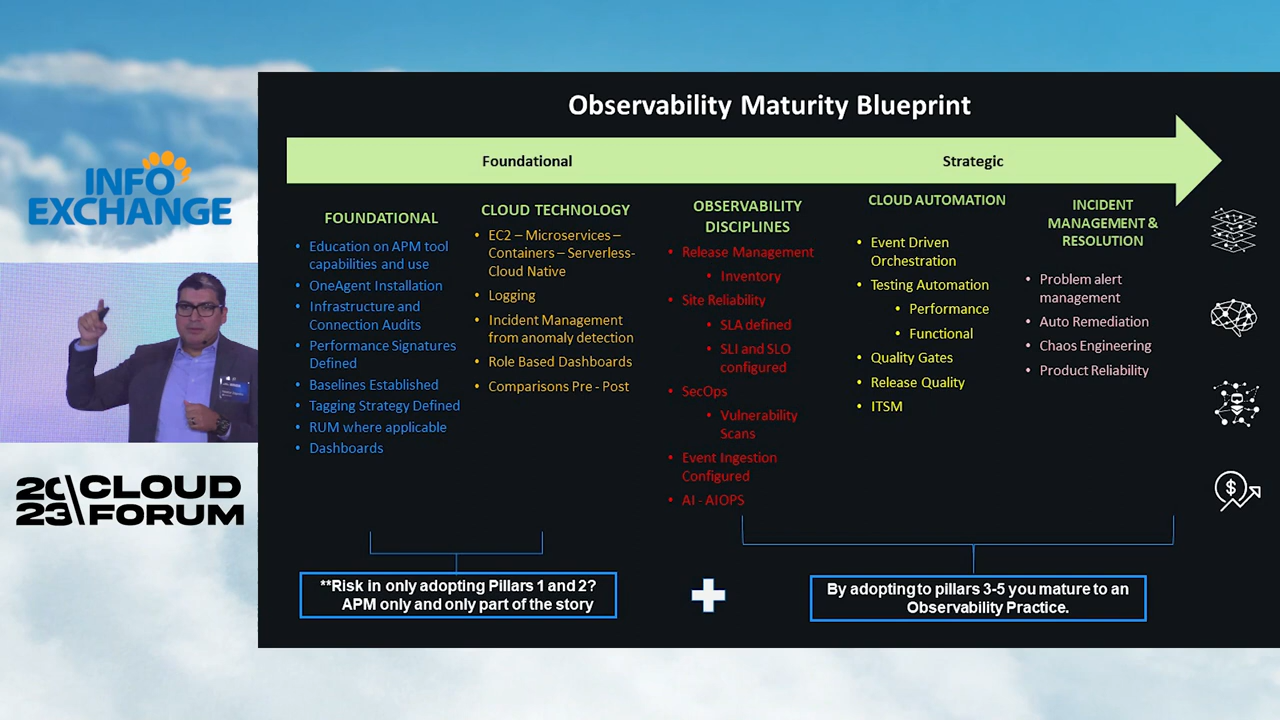 Observability Maturity Blueprint
Foundational
Strategic
INFO
EXCHANGE
20\CLOUD
23\FORUM
FOUNDATIONAL
• Education on APM tool
capabilities and use
• OneAgent Installation
• Infrastructure and
Connection Audits
• Performance Signatures
Defined
• Baselines Established
• Tagging Strategy Defined
• RUM where applicable
• Dashboards
CLOUD TECHNOLOGY
• EC2 – Microservices –
Containers – Serverless-
Cloud Native
• Logging
• Incident Management
from anomaly detection
• Role Based Dashboards
• Comparisons Pre - Post
OBSERVABILITY
DISCIPLINES
• Release Management
• Inventory
• Site Reliability
• SLA defined
• SLI and SLO
configured
• SecOps
• Vulnerability
Scans
• Event Ingestion
Configured
• AI - AIOPS
CLOUD AUTOMATION
• Event Driven
Orchestration
• Testing Automation
• Performance
• Functional
• Quality Gates
• Release Quality
• ITSM
INCIDENT
MANAGEMENT &
RESOLUTION
• Problem alert
management
• Auto Remediation
• Chaos Engineering
• Product Reliability
**Risk in only adopting Pillars 1 and 2?
APM only and only part of the story
By adopting to pillars 3-5 you mature to an
Observability Practice.
$